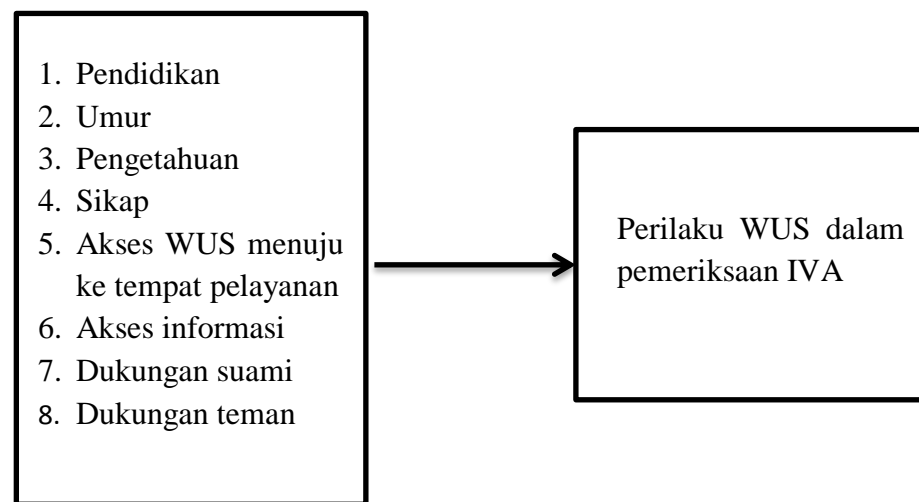 1. Pendidikan
2. Umur
3. Pengetahuan
4. Sikap
5. Akses WUS menuju
ke tempat pelayanan
6. Akses informasi
7. Dukungan suami
8. Dukungan teman
Perilaku WUS dalam
pemeriksaan IVA